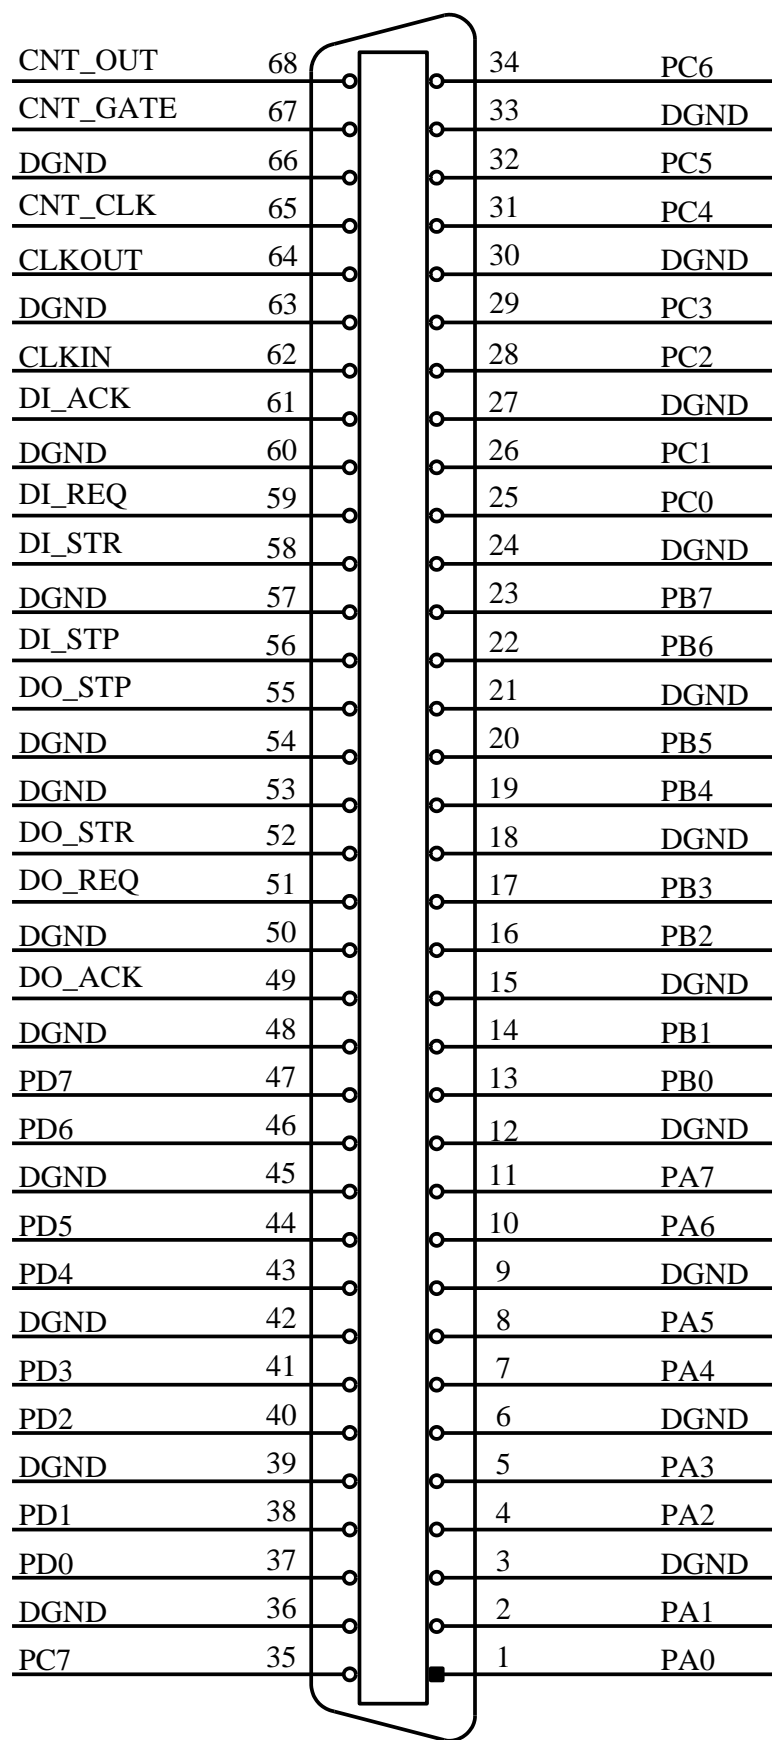 CNT_OUT 68 34 PC6
CNT_GATE 67 33 DGND
DGND 66 32 PC5
CNT_CLK 65 31 PC4
CLKOUT 64 30 DGND
DGND 63 29 PC3
CLKIN 62 28 PC2
DI_ACK 61 27 DGND
DGND 60 26 PC1
DI_REQ 59 25 PC0
DI_STR 58 24 DGND
DGND 57 23 PB7
DI_STP 56 22 PB6
DO_STP 55 21 DGND
DGND 54 20 PB5
DGND 53 19 PB4
DO_STR 52 18 DGND
DO_REQ 51 17 PB3
DGND 50 16 PB2
DO_ACK 49 15 DGND
DGND 48 14 PB1
PD7 47 13 PB0
PD6 46 12 DGND
DGND 45 11 PA7
PD5 44 10 PA6
PD4 43 9 DGND
DGND 42 8 PA5
PD3 41 7 PA4
PD2 40 6 DGND
DGND 39 5 PA3
PD1 38 4 PA2
PD0 37 3 DGND
DGND 36 2 PA1
PC7 35 1 PA0